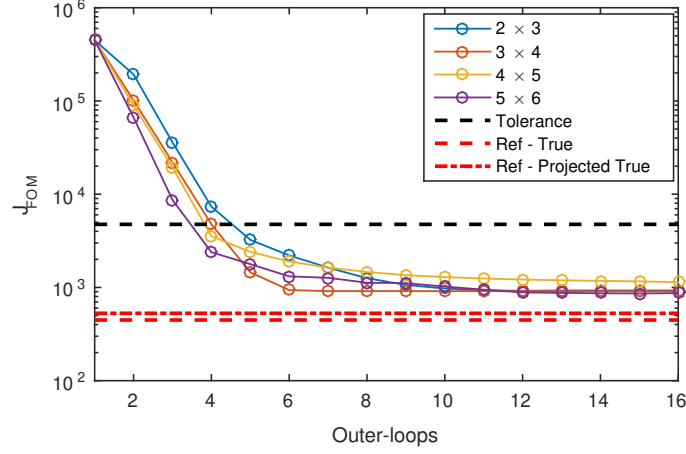 10^6
10^5
10^4
10^3
10^2
J_FOM
2 × 3
3 × 4
4 × 5
5 × 6
Tolerance
Ref - True
Ref - Projected True
2 4 6 8 10 12 14 16
Outer-loops